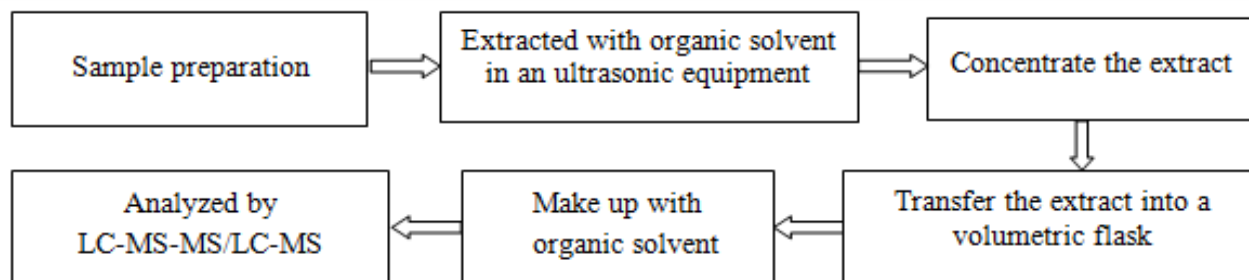 Sample preparation
Extracted with organic solvent
in an ultrasonic equipment
Concentrate the extract
Transfer the extract into a
volumetric flask
Make up with
organic solvent
Analyzed by
LC-MS-MS/LC-MS